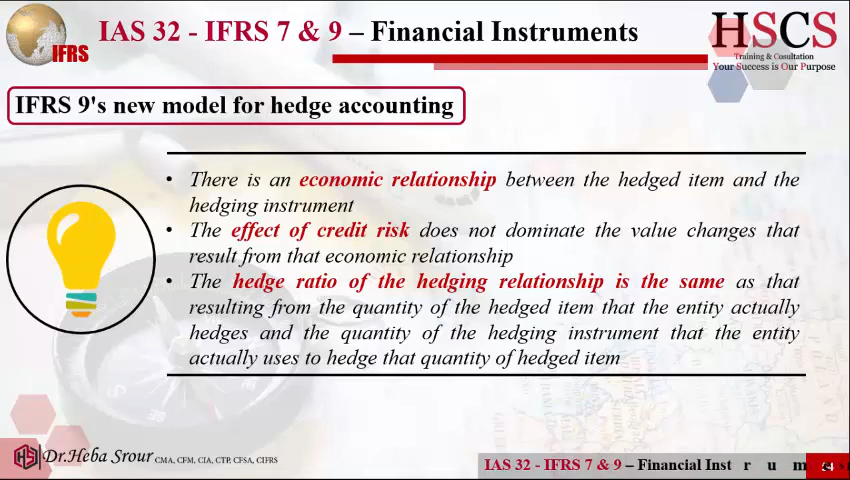 IFRS
IAS 32 - IFRS 7 & 9 – Financial Instruments
HSCS
Training & Csultation
Your Success is Our Purpose
IFRS 9's new model for hedge accounting
• There is an economic relationship between the hedged item and the
hedging instrument
• The effect of credit risk does not dominate the value changes that
result from that economic relationship
• The hedge ratio of the hedging relationship is the same as that
resulting from the quantity of the hedged item that the entity actually
hedges and the quantity of the hedging instrument that the entity
actually uses to hedge that quantity of hedged item
Dr.Heba Srour CMA, CFM, CIA, CTP, CFSA, CIFRS
IAS 32 - IFRS 7 & 9 – Financial Inst r u m